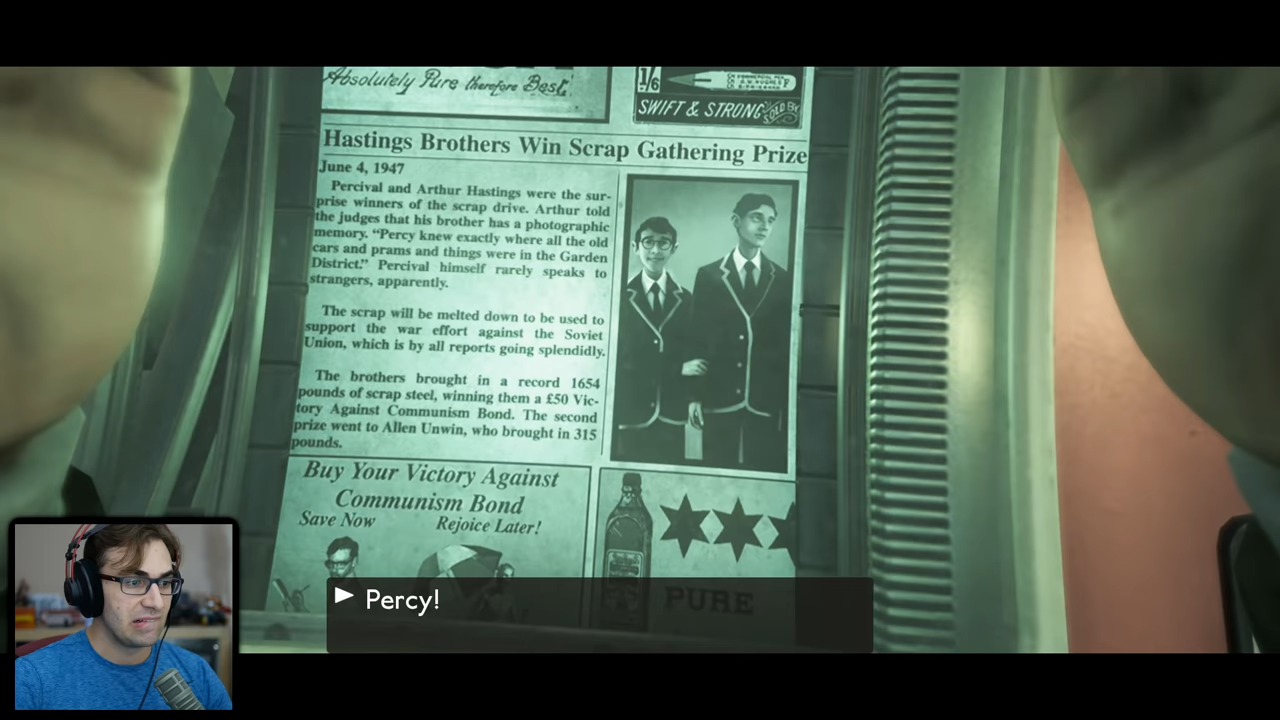 Absolutely Pure therefore Best.
1/6
SWIFT & STRONG
SOLD BY
Hastings Brothers Win Scrap Gathering Prize
June 4, 1947
Percival and Arthur Hastings were the sur-
prise winners of the scrap drive. Arthur told
the judges that his brother has a photographic
memory. “Percy knew exactly where all the old
cars and prams and things were in the Garden
District.” Percival himself rarely speaks to
strangers, apparently.
The scrap will be melted down to be used to
support the war effort against the Soviet
Union, which is by all reports going splendidly.
The brothers brought in a record 1654
pounds of scrap steel, winning them a £50 Vic-
tory Against Communism Bond. The second
prize went to Allen Unwin, who brought in 315
pounds.
Buy Your Victory Against
Communism Bond
Save Now Rejoice Later!
PURE
Percy!